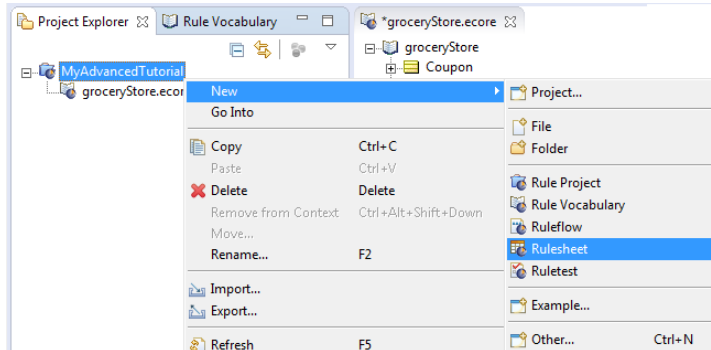 Project Explorer
Rule Vocabulary
*groceryStore.ecore
groceryStore
Coupon
MyAdvancedTutorial
groceryStore.ecor
New
Go Into
Copy Ctrl+C
Paste Ctrl+V
Delete Delete
Remove from Context Ctrl+Alt+Shift+Down
Move...
Rename... F2
Import...
Export...
Refresh F5
Project...
File
Folder
Rule Project
Rule Vocabulary
Ruleflow
Rulesheet
Ruletest
Example...
Other... Ctrl+N